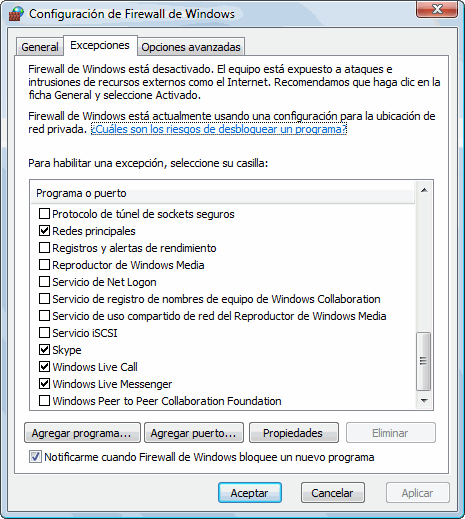 Configuración de Firewall de Windows
General
Excepciones
Opciones avanzadas
Firewall de Windows está desactivado. El equipo está expuesto a ataques e
intrusiones de recursos externos como el Internet. Recomendamos que haga clic en la
ficha General y seleccione Activado.
Firewall de Windows está actualmente usando una configuración para la ubicación de
red privada. ¿Cuáles son los riesgos de desbloquear un programa?
Para habilitar una excepción, seleccione su casilla:
Programa o puerto
Protocolo de túnel de sockets seguros
Redes principales
Registros y alertas de rendimiento
Reproductor de Windows Media
Servicio de Net Logon
Servicio de registro de nombres de equipo de Windows Collaboration
Servicio de uso compartido de red del Reproductor de Windows Media
Servicio iSCSI
Skype
Windows Live Call
Windows Live Messenger
Windows Peer to Peer Collaboration Foundation
Agregar programa...
Agregar puerto...
Propiedades
Eliminar
Notificarme cuando Firewall de Windows bloquee un nuevo programa
Aceptar
Cancelar
Aplicar